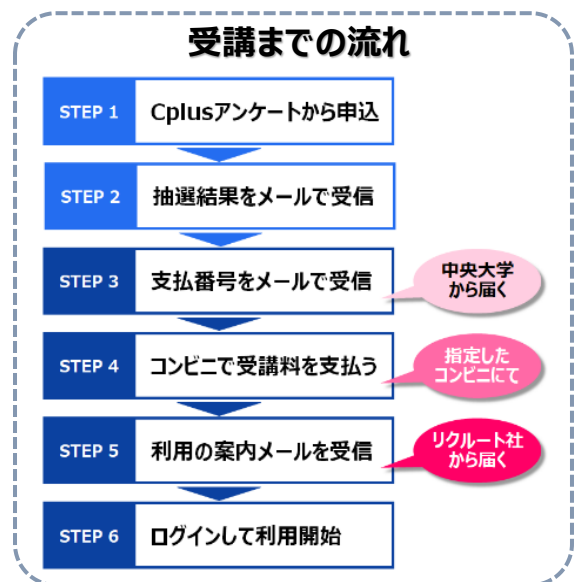 受講までの流れ
STEP 1
Cplusアンケートから申込
STEP 2
抽選結果をメールで受信
STEP 3
支払番号をメールで受信
中央大学
から届く
STEP 4
コンビニで受講料を支払う
指定した
コンビニにて
STEP 5
利用の案内メールを受信
リクルート社
から届く
STEP 6
ログインして利用開始